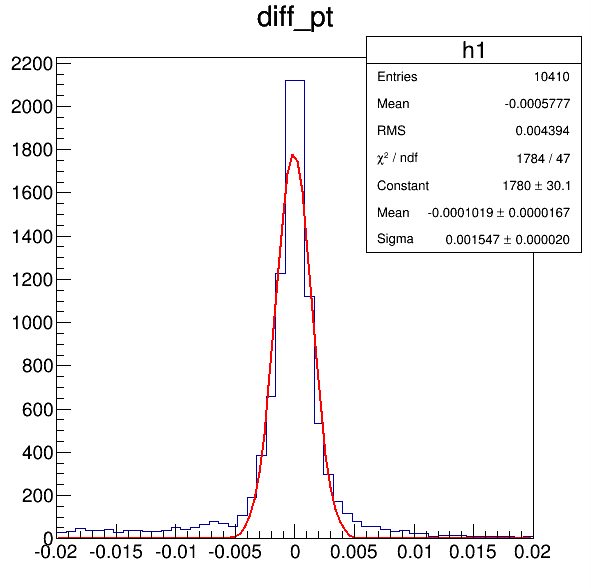 diff_pt
h1
Entries 10410
Mean -0.0005777
RMS 0.004394
χ² / ndf 1784 / 47
Constant 1780 ± 30.1
Mean -0.0001019 ± 0.0000167
Sigma 0.001547 ± 0.000020
2200
2000
1800
1600
1400
1200
1000
800
600
400
200
0
-0.02 -0.015 -0.01 -0.005 0 0.005 0.01 0.015 0.02